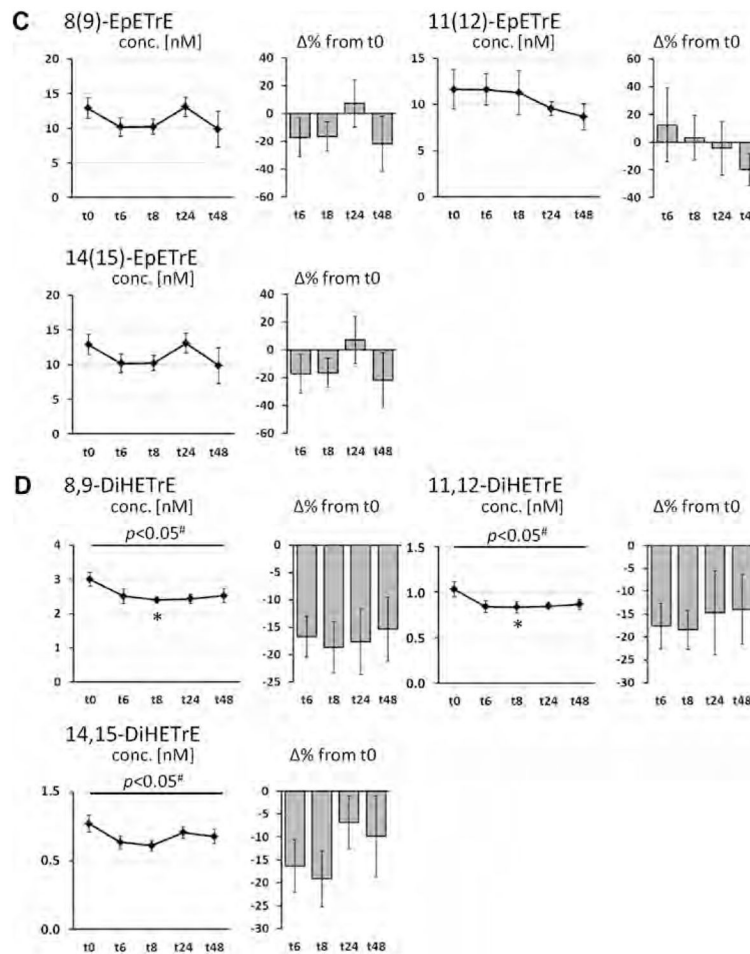 C
8(9)-EpETrE
conc. [nM]
Δ% from t0
20
15
10
5
0
t0 t6 t8 t24 t48
40
20
0
-20
-40
-60
t6 t8 t24 t48
11(12)-EpETrE
conc. [nM]
Δ% from t0
15
10
5
0
t0 t6 t8 t24 t48
60
40
20
0
-20
-40
t6 t8 t24
14(15)-EpETrE
conc. [nM]
Δ% from t0
20
15
10
5
0
t0 t6 t8 t24 t48
40
20
0
-20
-40
-60
t6 t8 t24 t48
D
8,9-DiHETrE
conc. [nM]
Δ% from t0
p<0.05#
4
3
2
1
0
*
t0 t6 t8 t24 t48
0
-5
-10
-15
-20
-25
t6 t8 t24 t48
11,12-DiHETrE
conc. [nM]
Δ% from t0
p<0.05#
1.5
1.0
0.5
0.0
*
t0 t6 t8 t24 t48
0
-5
-10
-15
-20
-25
-30
t6 t8 t24 t48
14,15-DiHETrE
conc. [nM]
Δ% from t0
p<0.05#
1.5
0.5
0.0
t0 t6 t8 t24 t48
0
-5
-10
-15
-20
-25
-30
t6 t8 t24 t48